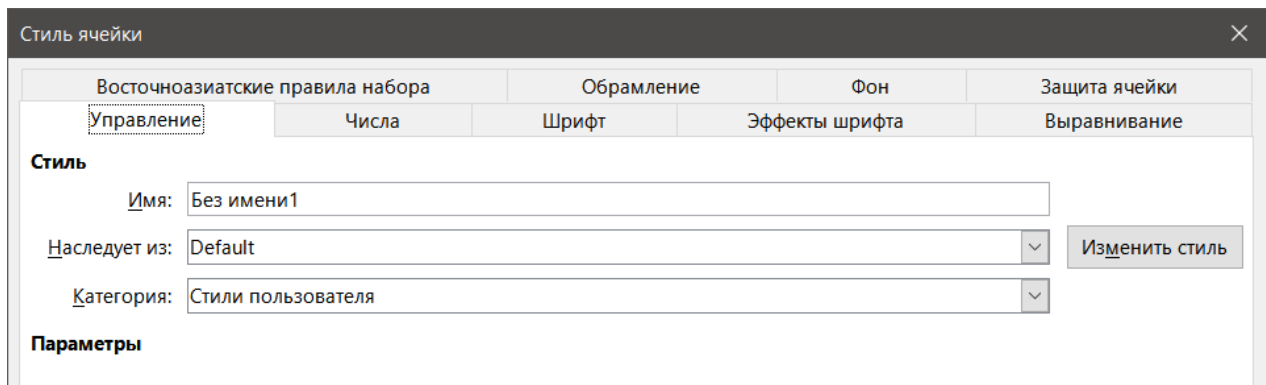 Стиль ячейки
Восточноазиатские правила набора Обрамление Фон Защита ячейки
Управление Числа Шрифт Эффекты шрифта Выравнивание
Стиль
Имя: Без имени1
Наследует из: Default Изменить стиль
Категория: Стили пользователя
Параметры